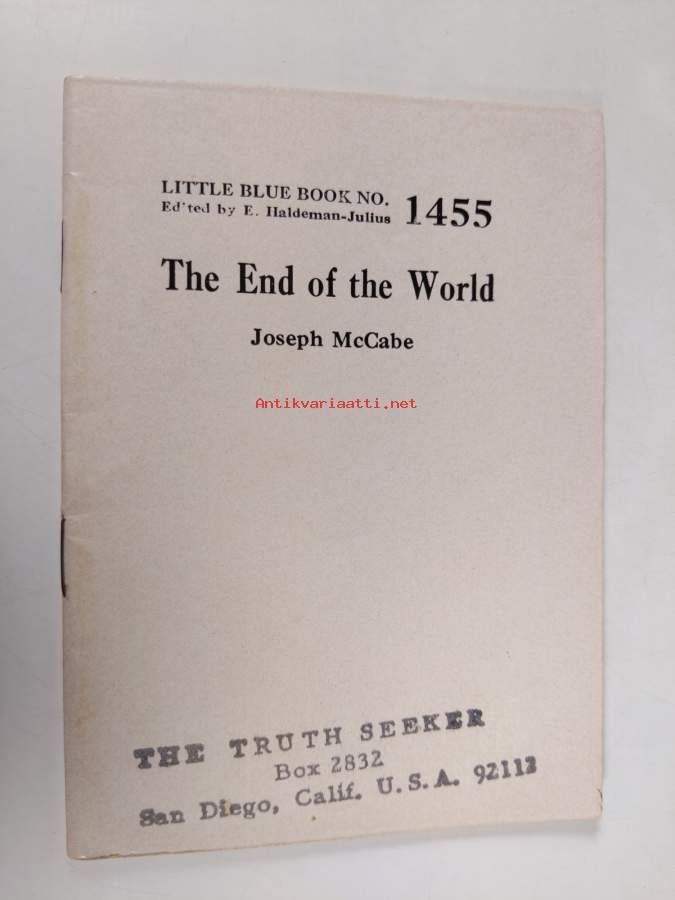 LITTLE BLUE BOOK NO. 1455
Edited by E. Haldeman-Julius
The End of the World
Joseph McCabe
Antikvariaatti.net
THE TRUTH SEEKER
Box 2832
San Diego, Calif. U.S.A. 92112